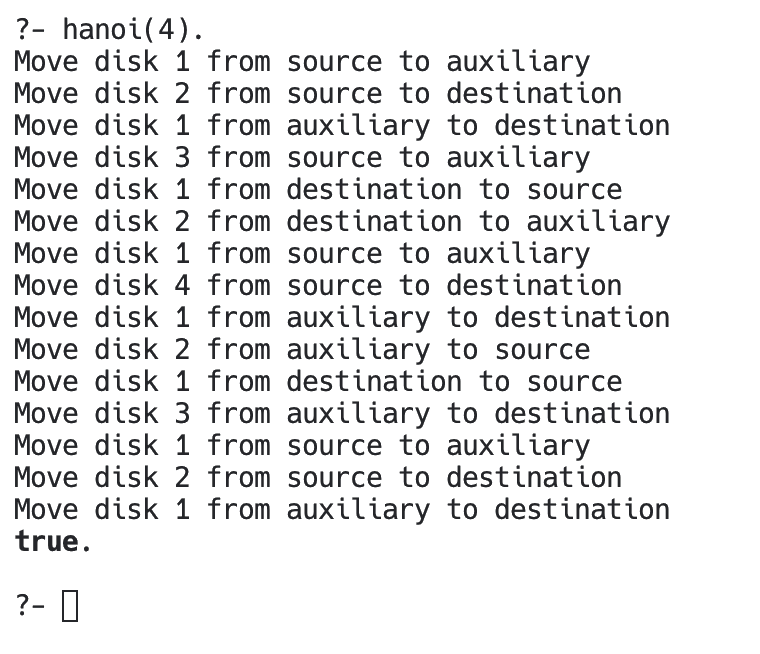 ?- hanoi(4).
Move disk 1 from source to auxiliary
Move disk 2 from source to destination
Move disk 1 from auxiliary to destination
Move disk 3 from source to auxiliary
Move disk 1 from destination to source
Move disk 2 from destination to auxiliary
Move disk 1 from source to auxiliary
Move disk 4 from source to destination
Move disk 1 from auxiliary to destination
Move disk 2 from auxiliary to source
Move disk 1 from destination to source
Move disk 3 from auxiliary to destination
Move disk 1 from source to auxiliary
Move disk 2 from source to destination
Move disk 1 from auxiliary to destination
true.
?-